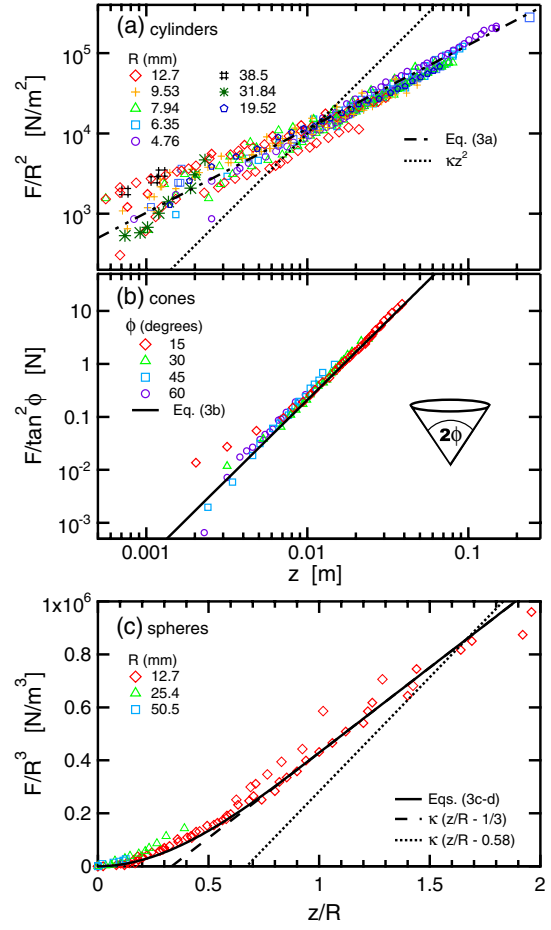 (a) cylinders
R (mm)
12.7
9.53
7.94
6.35
4.76
38.5
31.84
19.52
Eq. (3a)
κz²
F/R² [N/m²]
10⁵
10⁴
10³
(b) cones
ϕ (degrees)
15
30
45
60
Eq. (3b)
2ϕ
F/tan²ϕ [N]
10
1
0.1
10⁻²
10⁻³
0.001
0.01
0.1
z [m]
(c) spheres
R (mm)
12.7
25.4
50.5
Eqs. (3c-d)
κ (z/R - 1/3)
κ (z/R - 0.58)
F/R³ [N/m³]
1x10⁶
0.8
0.6
0.4
0.2
0
0
0.5
1
1.5
2
z/R